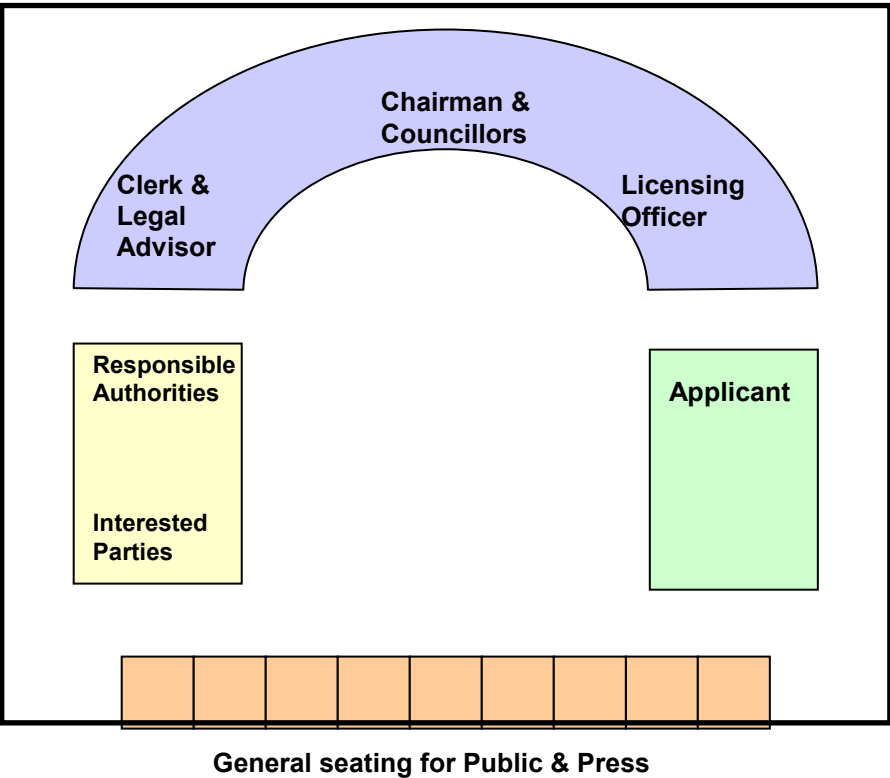 Chairman &
Councillors
Clerk &
Legal
Advisor
Licensing
Officer
Responsible
Authorities
Interested
Parties
Applicant
General seating for Public & Press